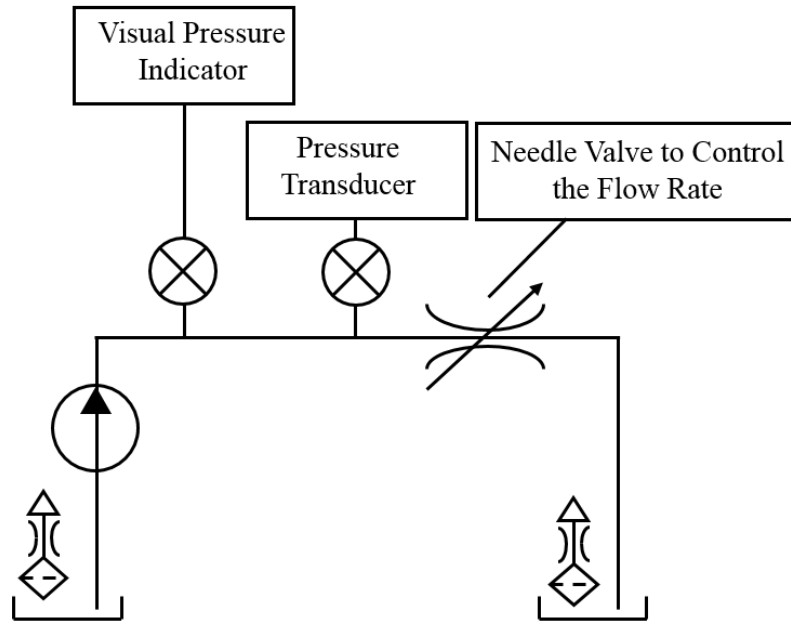 Visual Pressure
Indicator
Pressure
Transducer
Needle Valve to Control
the Flow Rate